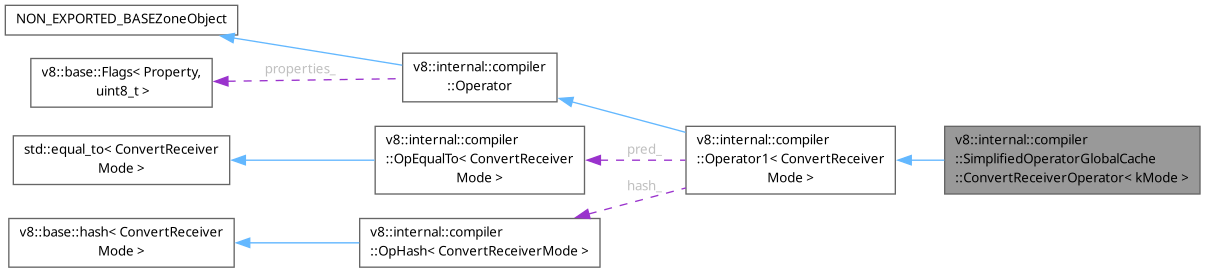 NON_EXPORTED_BASEZoneObject
v8::base::Flags< Property,
uint8_t >
properties_
v8::internal::compiler
::Operator
std::equal_to< ConvertReceiver
Mode >
v8::internal::compiler
::OpEqualTo< ConvertReceiver
Mode >
pred_
hash_
v8::internal::compiler
::Operator1< ConvertReceiver
Mode >
v8::internal::compiler
::SimplifiedOperatorGlobalCache
::ConvertReceiverOperator< kMode >
v8::base::hash< ConvertReceiver
Mode >
v8::internal::compiler
::OpHash< ConvertReceiverMode >